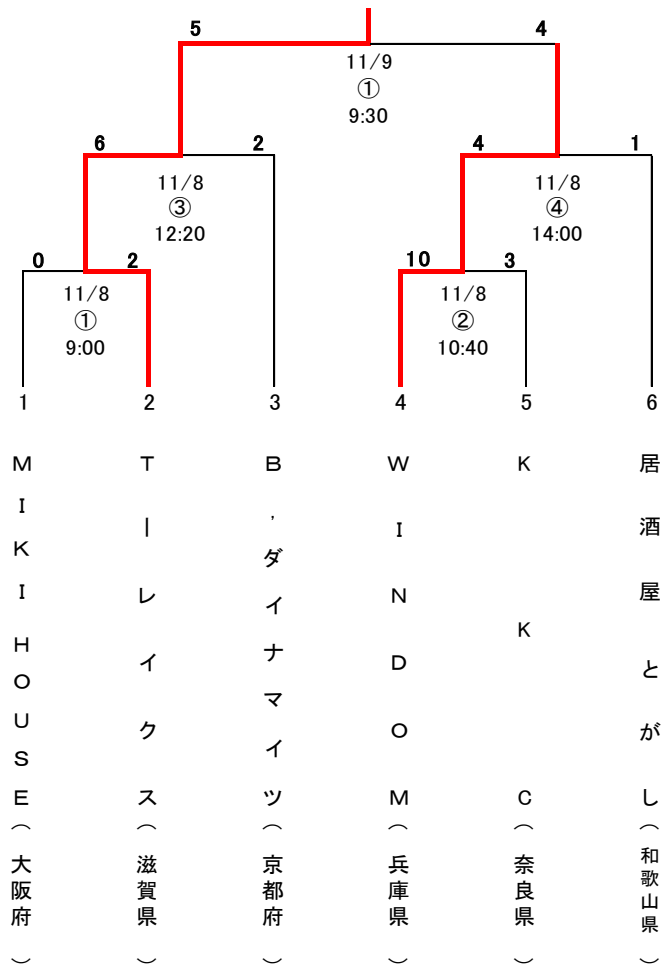 5 4
11/9
①
9:30
6 2 4 1
11/8 11/8
③ ④
12:20 14:00
0 2 10 3
11/8 11/8
① ②
9:00 10:40
1 2 3 4 5 6
MIKI HOUSE（大阪府）
Tーレイクス（滋賀県）
B,ダイナマイツ（京都府）
WINDOM（兵庫県）
KKC（奈良県）
居酒屋とがし（和歌山県）